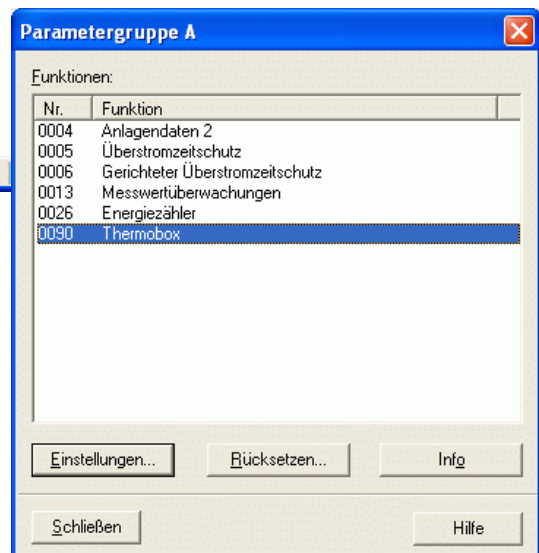 Parametergruppe A
Funktionen:
Nr. Funktion
0004 Anlagendaten 2
0005 Überstromzeitschutz
0006 Gerichteter Überstromzeitschutz
0013 Messwertüberwachungen
0026 Energiezähler
0090 Thermobox
Einstellungen... Rücksetzen... Info
Schließen Hilfe